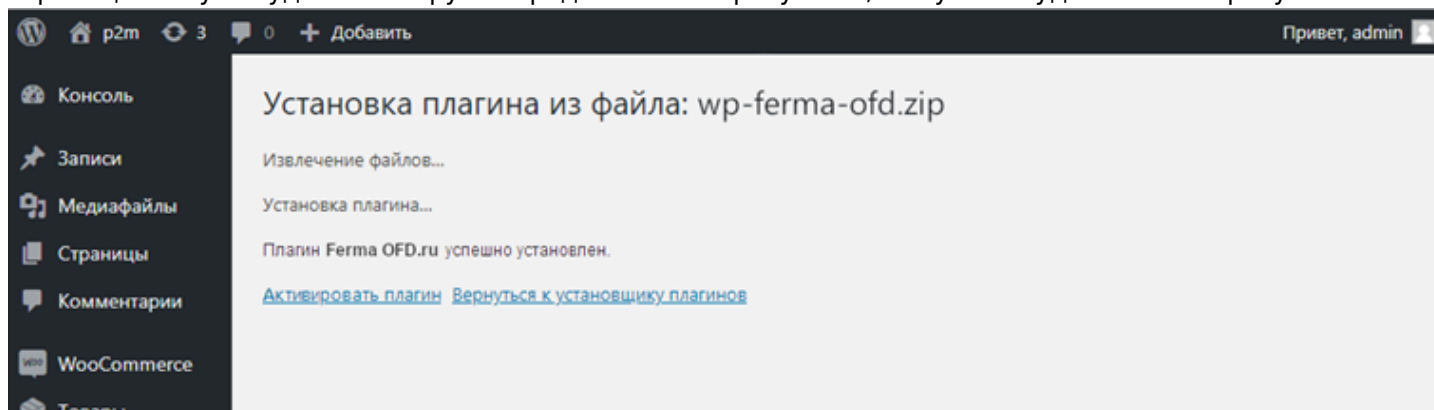 p2m 3 0 + Добавить Привет, admin
Консоль
Установка плагина из файла: wp-ferma-ofd.zip
Записи
Извлечение файлов...
Медиафайлы
Установка плагина...
Страницы
Плагин Ferma OFD.ru успешно установлен.
Комментарии
Активировать плагин Вернуться к установщику плагинов
WooCommerce